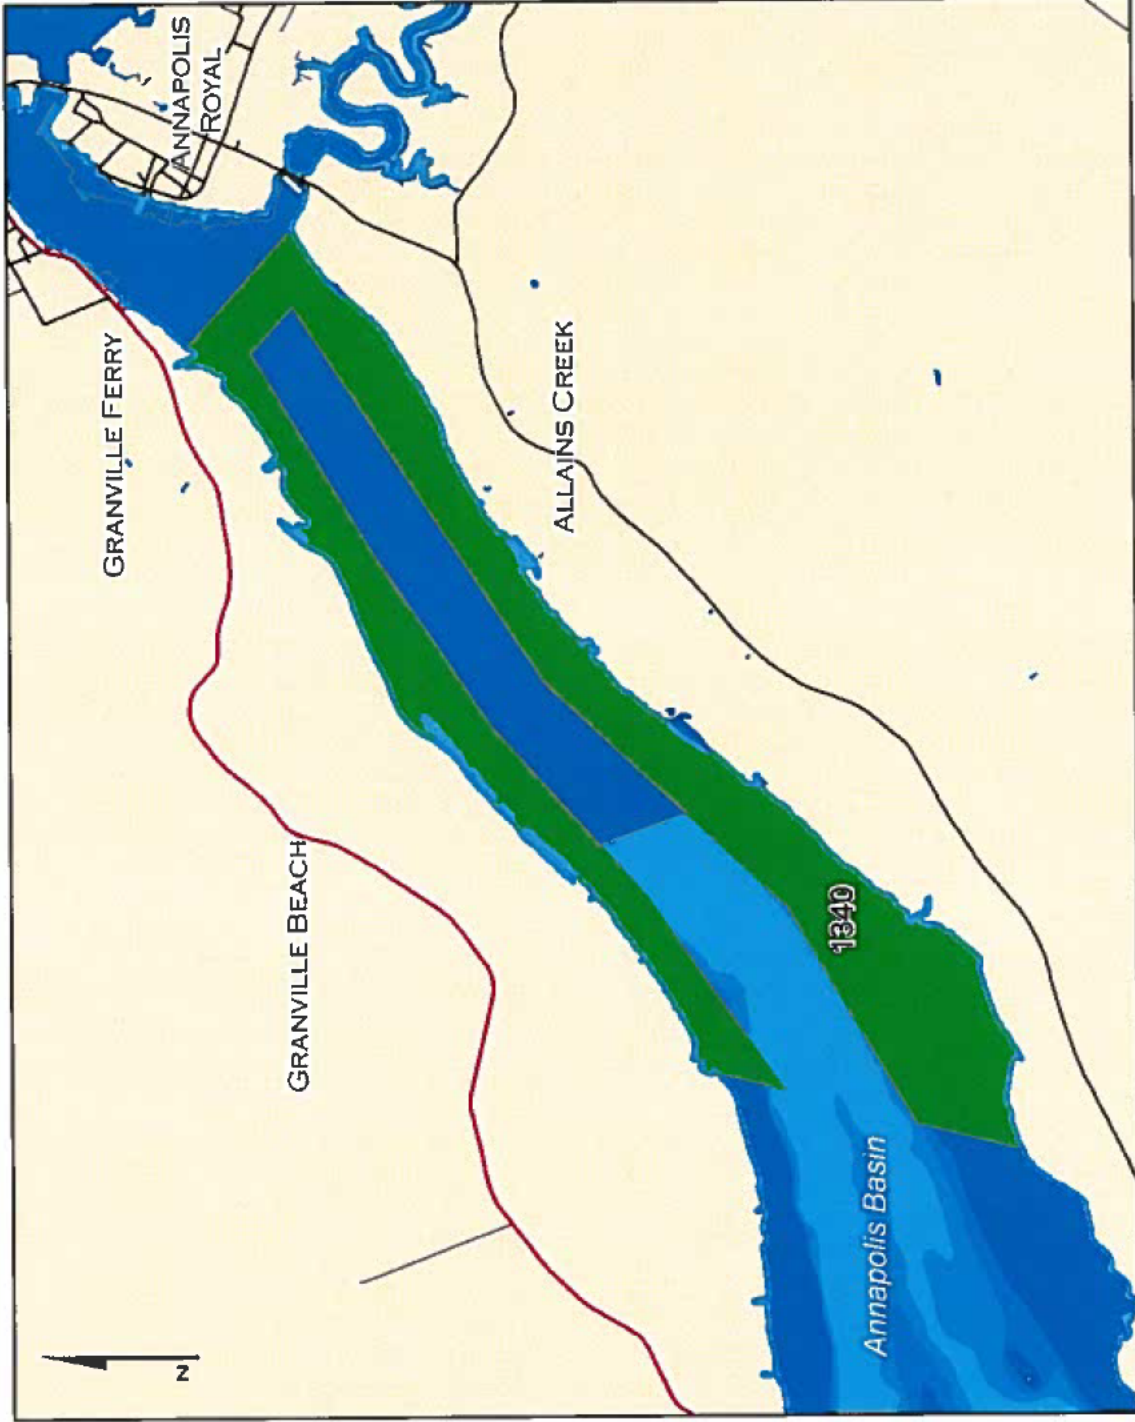 ANNAPOLIS
ROYAL
GRANVILLE FERRY
ALLAINS CREEK
GRANVILLE BEACH
1340
Annapolis Basin
N